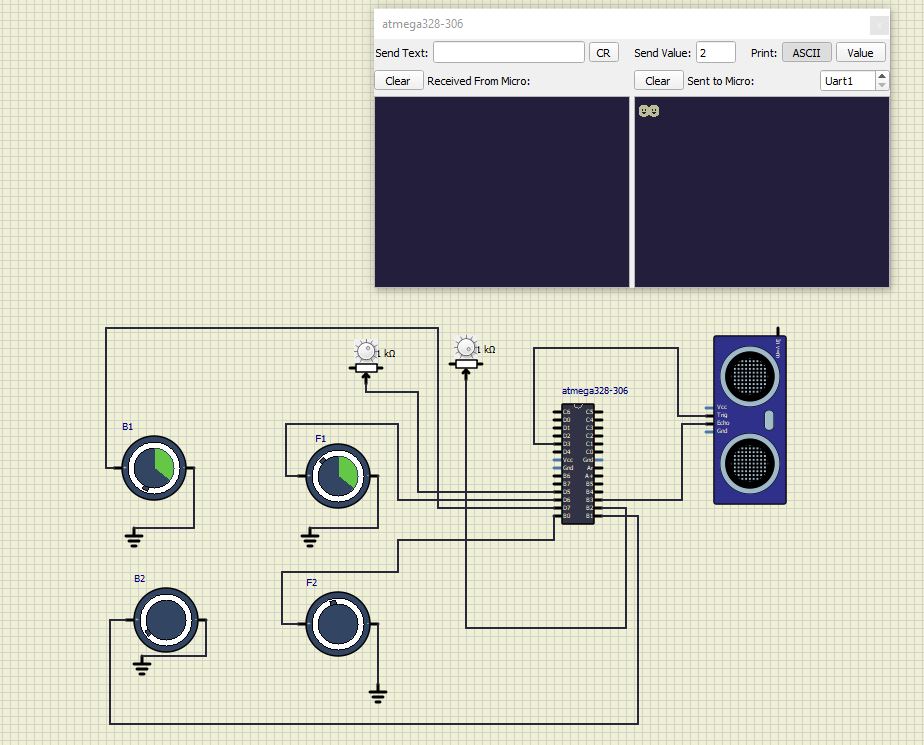 atmega328-306
Send Text: CR Send Value: 2 Print: ASCII Value
Clear Received From Micro: Clear Sent to Micro: Uart1
1 kΩ
1 kΩ
atmega328-306
B1
F1
B2
F2
C6 C5
D0 C4
D1 C3
D2 C2
D3 C1
D4 C0
Vcc Gnd
Gnd Ar
B6 A+
B7 B5
D5 B4
D6 B3
D7 B2
B0 B1
Vcc
Trig
Echo
Gnd